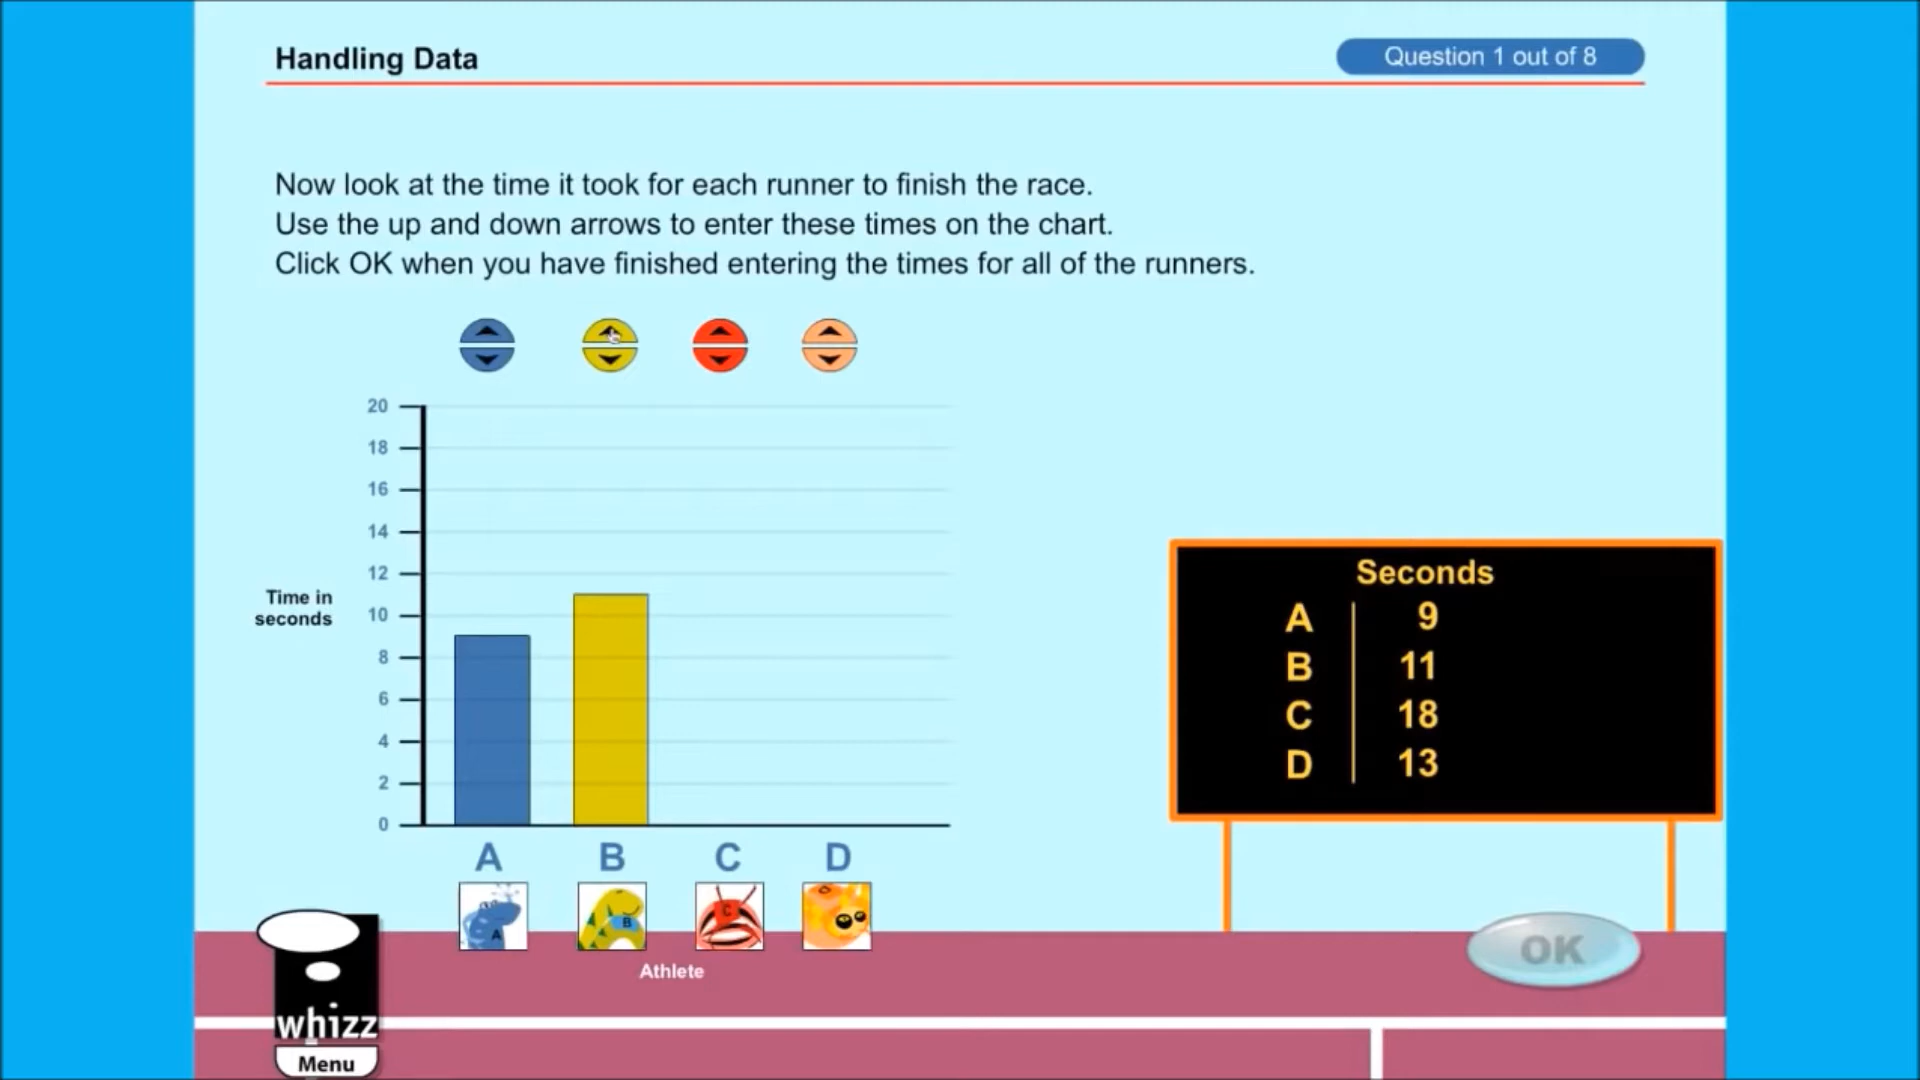 Handling Data
Question 1 out of 8
Now look at the time it took for each runner to finish the race.
Use the up and down arrows to enter these times on the chart.
Click OK when you have finished entering the times for all of the runners.
20
18
16
14
12
10
8
6
4
2
0
Time in
seconds
A B C D
A B C
Athlete
Seconds
A 9
B 11
C 18
D 13
OK
whizz
Menu